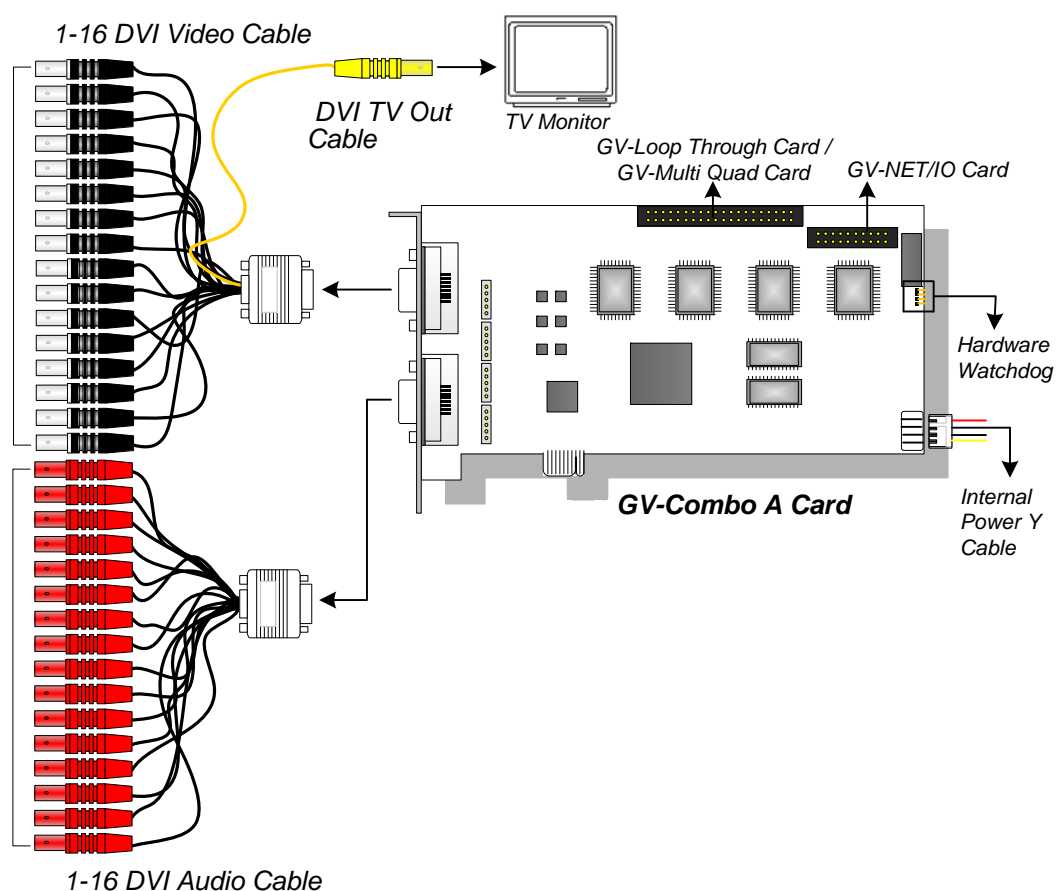 1-16 DVI Video Cable
DVI TV Out
Cable
TV Monitor
GV-Loop Through Card /
GV-Multi Quad Card
GV-NET/IO Card
Hardware
Watchdog
GV-Combo A Card
Internal
Power Y
Cable
1-16 DVI Audio Cable